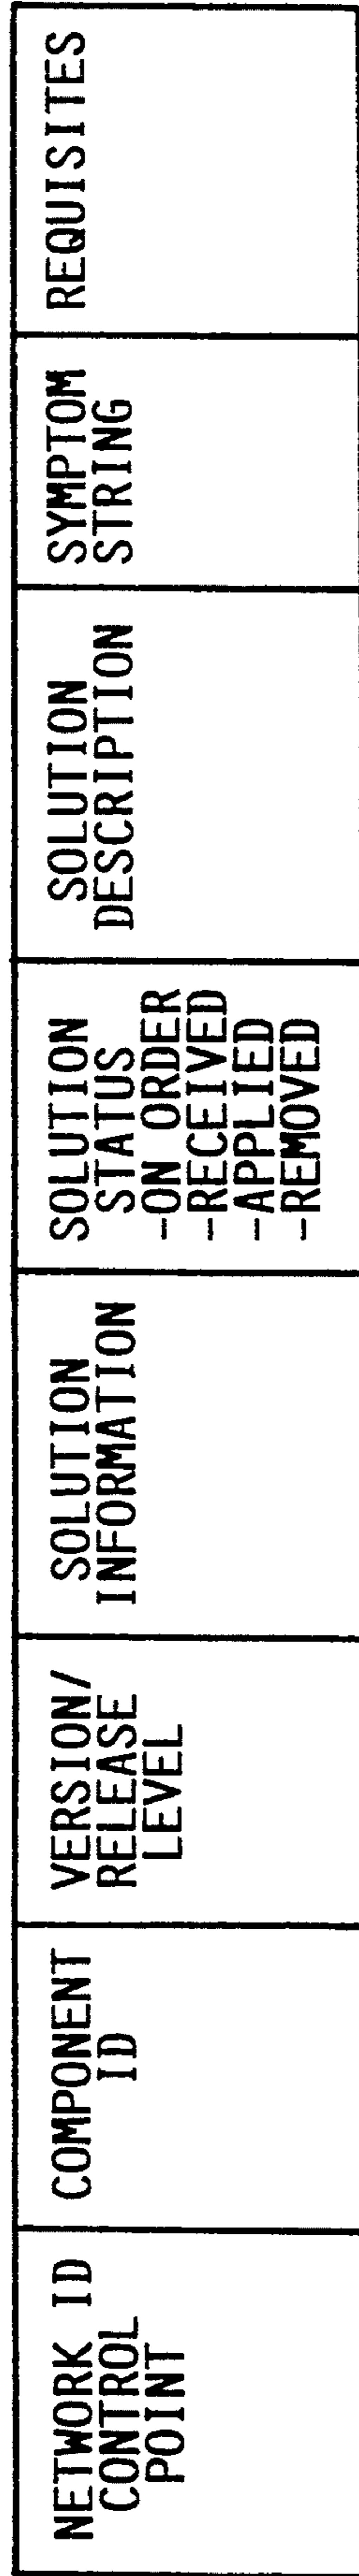 NETWORK ID
CONTROL
POINT
COMPONENT
ID
VERSION/
RELEASE
LEVEL
SOLUTION
INFORMATION
SOLUTION
STATUS
-ON ORDER
-RECEIVED
-APPLIED
-REMOVED
SOLUTION
DESCRIPTION
SYMPTOM
STRING
REQUISITES